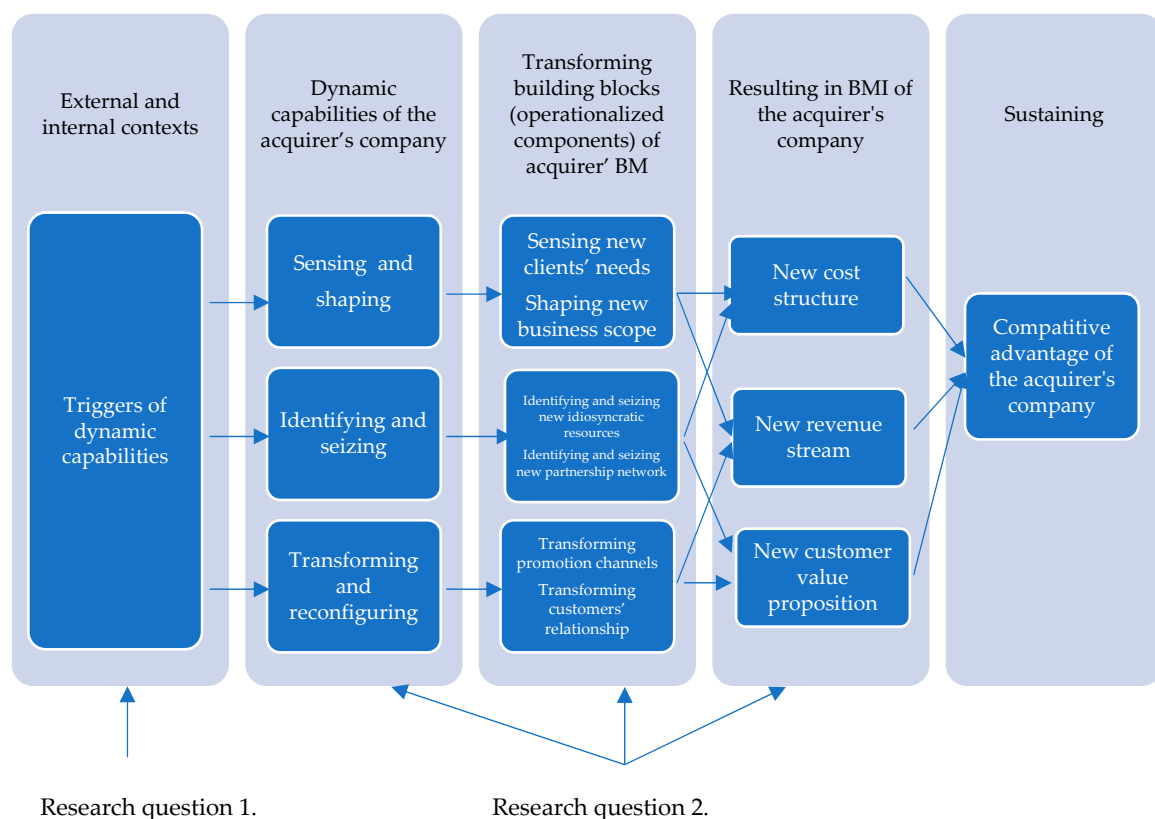 External and
internal contexts
Triggers of
dynamic
capabilities
Dynamic
capabilities of the
acquirer’s company
Sensing and
shaping
Identifying and
seizing
Transforming
and
reconfiguring
Transforming
building blocks
(operationalized
components) of
acquirer’ BM
Sensing new
clients’ needs
Shaping new
business scope
Identifying and seizing
new idiosyncratic
resources
Identifying and seizing
new partnership network
Transforming
promotion channels
Transforming
customers’
relationship
Resulting in BMI of
the acquirer's
company
New cost
structure
New revenue
stream
New customer
value
proposition
Sustaining
Compatitive
advantage of
the acquirer's
company
Research question 1.
Research question 2.